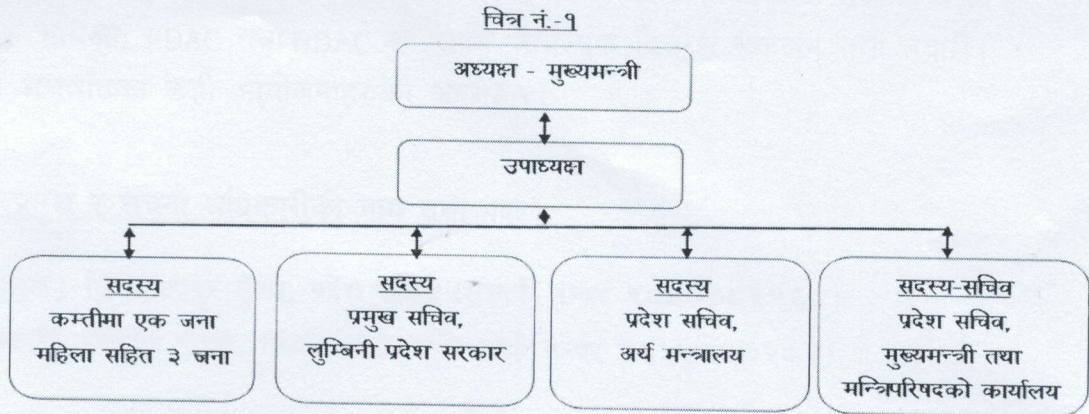 चित्र नं.-१
अध्यक्ष - मुख्यमन्त्री
उपाध्यक्ष
सदस्य
कम्तीमा एक जना
महिला सहित ३ जना
सदस्य
प्रमुख सचिव,
लुम्बिनी प्रदेश सरकार
सदस्य
प्रदेश सचिव,
अर्थ मन्त्रालय
सदस्य-सचिव
प्रदेश सचिव,
मुख्यमन्त्री तथा
मन्त्रिपरिषदको कार्यालय